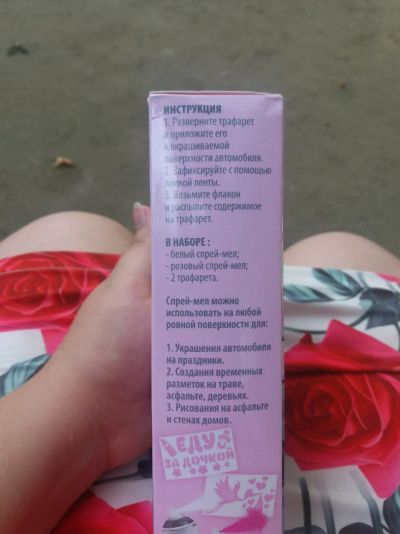 ИНСТРУКЦИЯ
1. Разверните трафарет
и приложите его
к окрашиваемой
поверхности автомобиля.
2. Зафиксируйте с помощью
липкой ленты.
3. Возьмите флакон
и распылите содержимое
на трафарет.
В НАБОРЕ :
- белый спрей-мел;
- розовый спрей-мел;
- 2 трафарета.
Спрей-мел можно
использовать на любой
ровной поверхности для:
1. Украшения автомобиля
на праздники.
2. Создания временных
разметок на траве,
асфальте, деревьях.
3. Рисования на асфальте
и стенах домов.
ЕДУ
ЗА ДОЧКОЙ